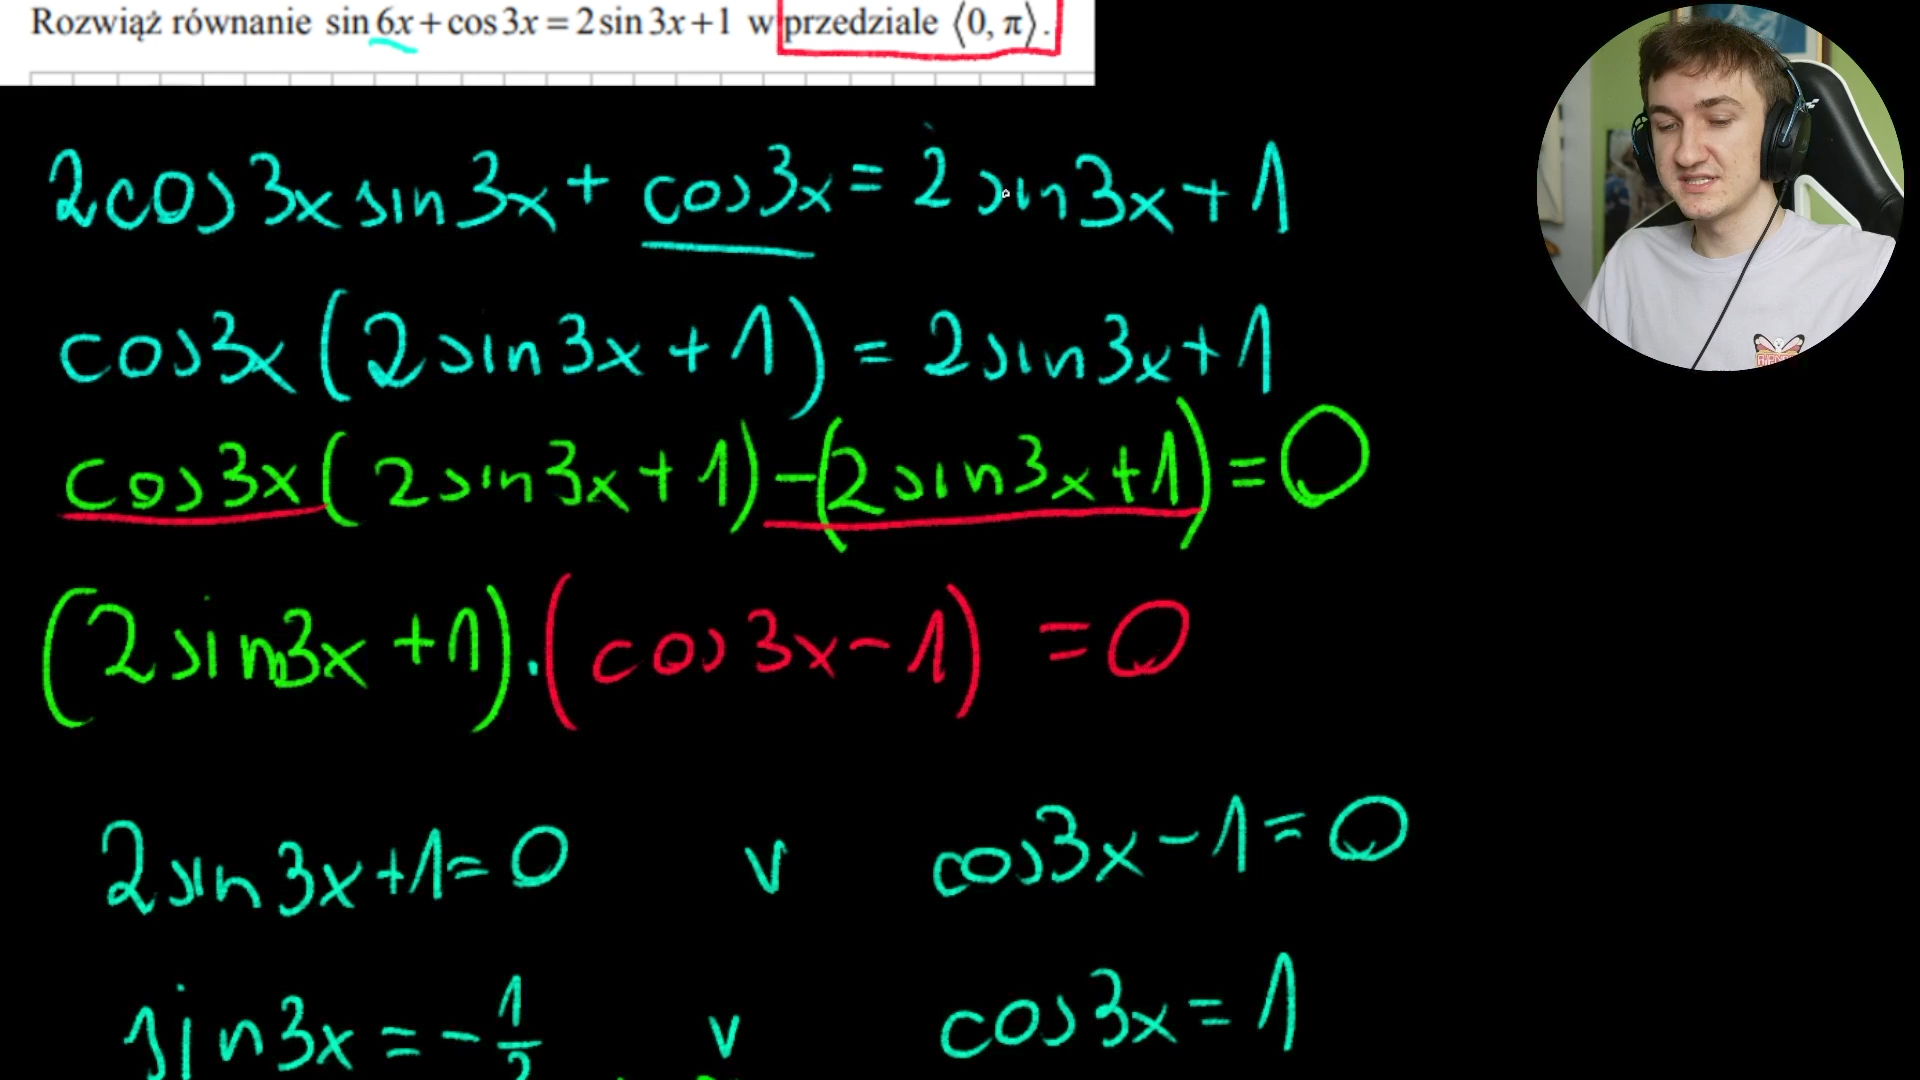 Rozwiąż równanie sin 6x + cos 3x = 2 sin 3x + 1 w przedziale ⟨0, π⟩.
2cos3x sin3x + cos3x = 2 sin3x + 1
cos3x (2sin3x + 1) = 2sin3x + 1
cos3x (2sin3x + 1) - (2sin3x + 1) = 0
(2sin3x + 1) · (cos3x - 1) = 0
2sin3x + 1 = 0 v cos3x - 1 = 0
sin3x = - 1/2 v cos3x = 1